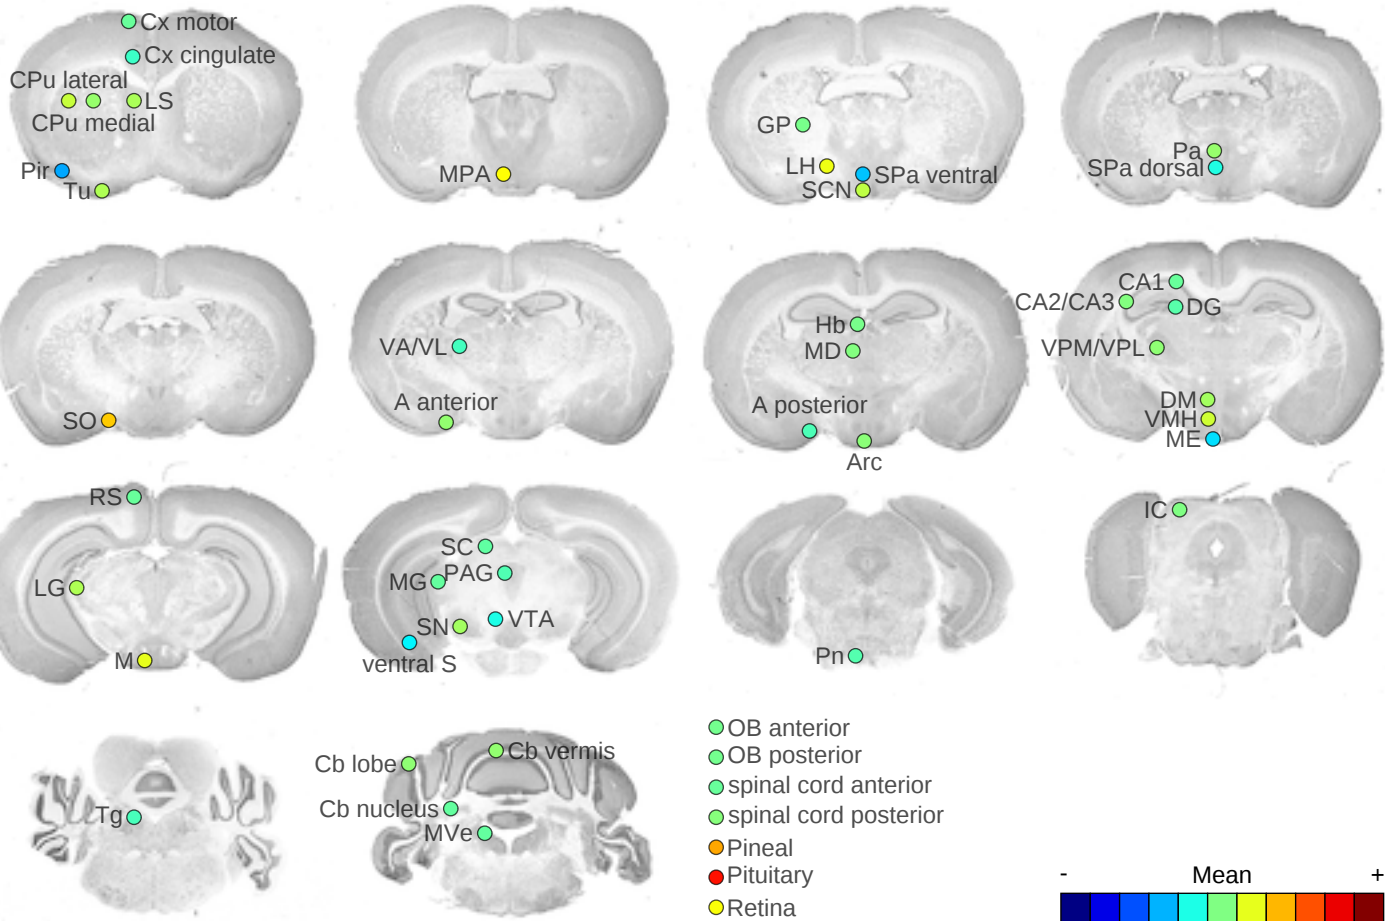 Cx motor
Cx cingulate
CPu lateral
LS
CPu medial
Pir
Tu
MPA
GP
LH
SPa ventral
SCN
Pa
SPa dorsal
SO
VA/VL
A anterior
Hb
MD
A posterior
Arc
CA1
CA2/CA3
DG
VPM/VPL
DM
VMH
ME
RS
LG
M
SC
MG
PAG
SN
VTA
ventral S
Pn
IC
Tg
Cb lobe
Cb vermis
Cb nucleus
MVe
OB anterior
OB posterior
spinal cord anterior
spinal cord posterior
Pineal
Pituitary
Retina
- Mean +